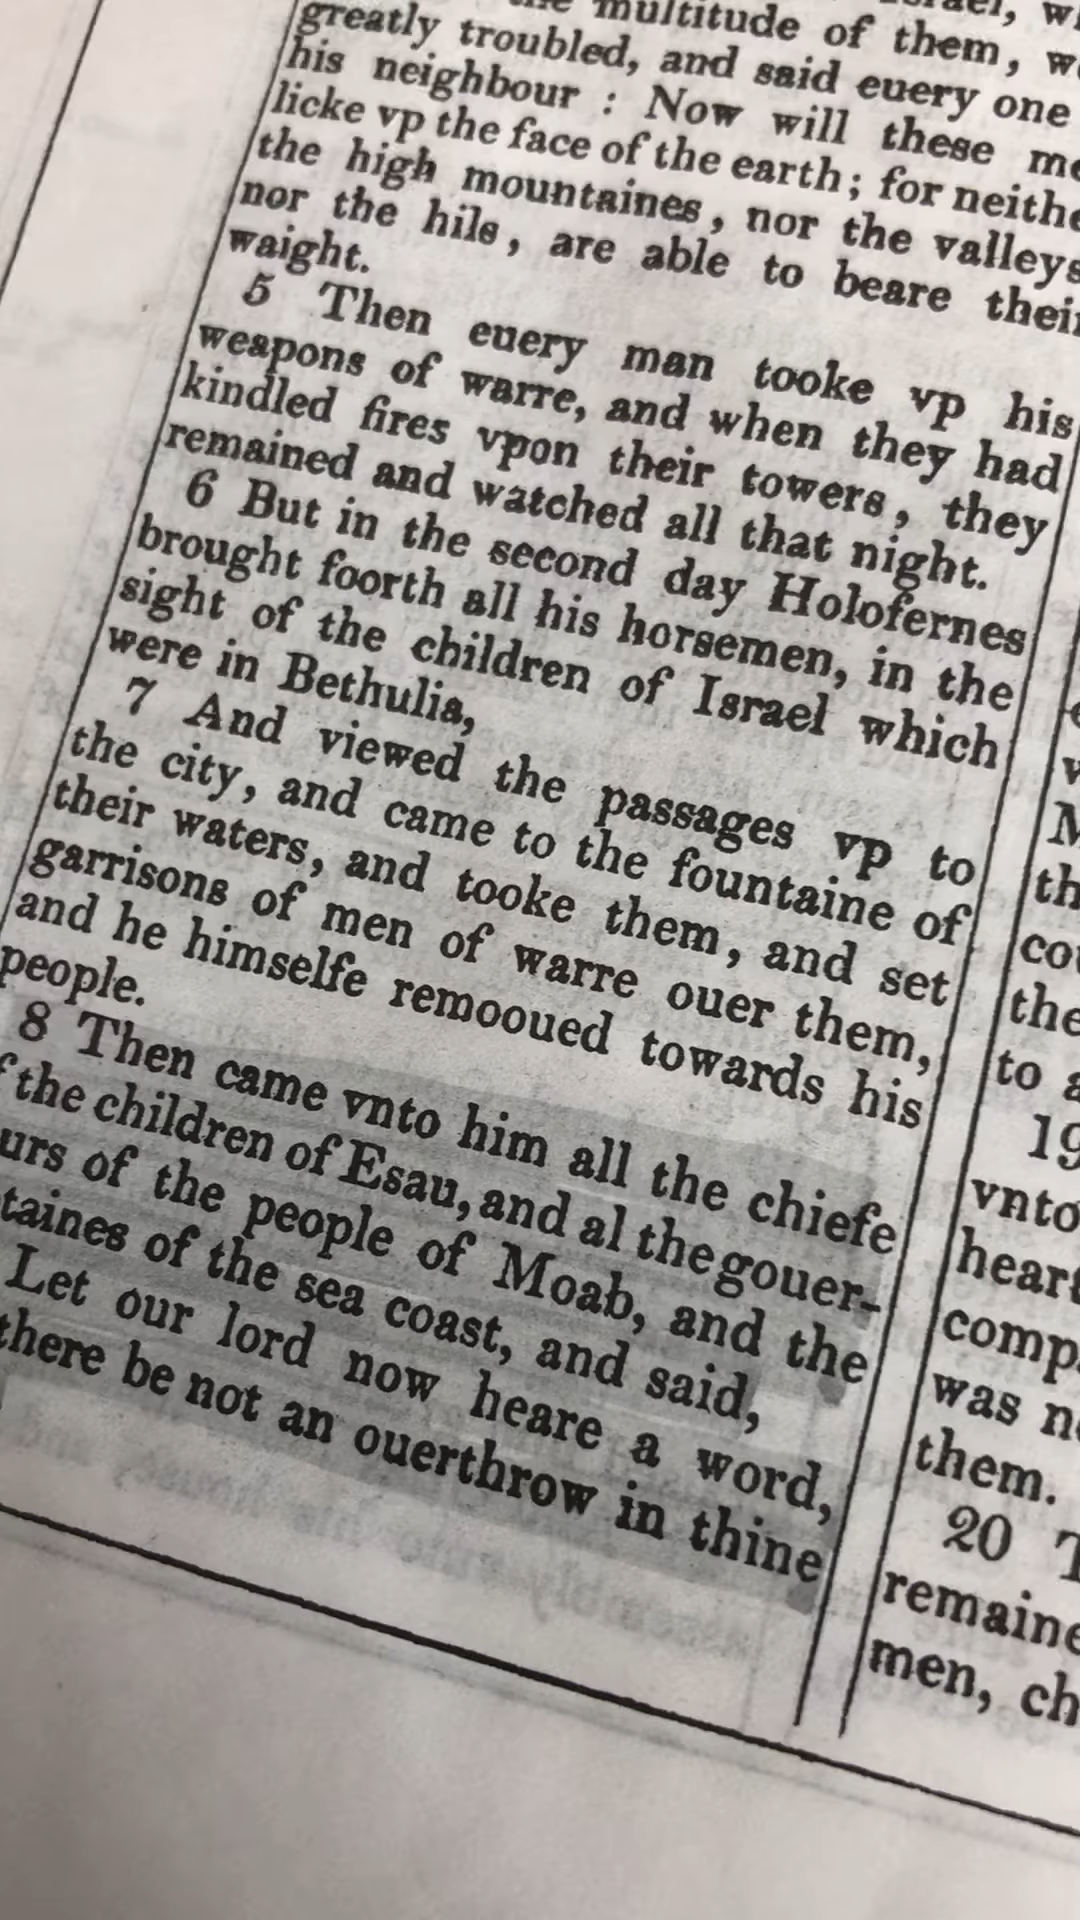 multitude of them,
greatly troubled, and said euery one
his neighbour : Now will these
licke vp the face of the earth; for
the high mountaines, nor the valleys
nor the hils, are able to beare
waight.
5 Then euery man tooke vp his
weapons of warre, and when they had
kindled fires vpon their towers, they
remained and watched all that night.
6 But in the second day Holofernes
brought foorth all his horsemen, in the
sight of the children of Israel which
were in Bethulia,
7 And viewed the passages vp to
the city, and came to the fountaine of
their waters, and tooke them, and set
garrisons of men of warre ouer them,
and he himselfe remooued towards his
people.
8 Then came vnto him all the chiefe
the children of Esau, and al the gouer-
urs of the people of Moab, and the
taines of the sea coast, and said,
Let our lord now heare a word,
there be not an ouerthrow in thine
th
cou
the
to a
19
vnto
heart
comp
was
them.
20 T
remaine
men, ch